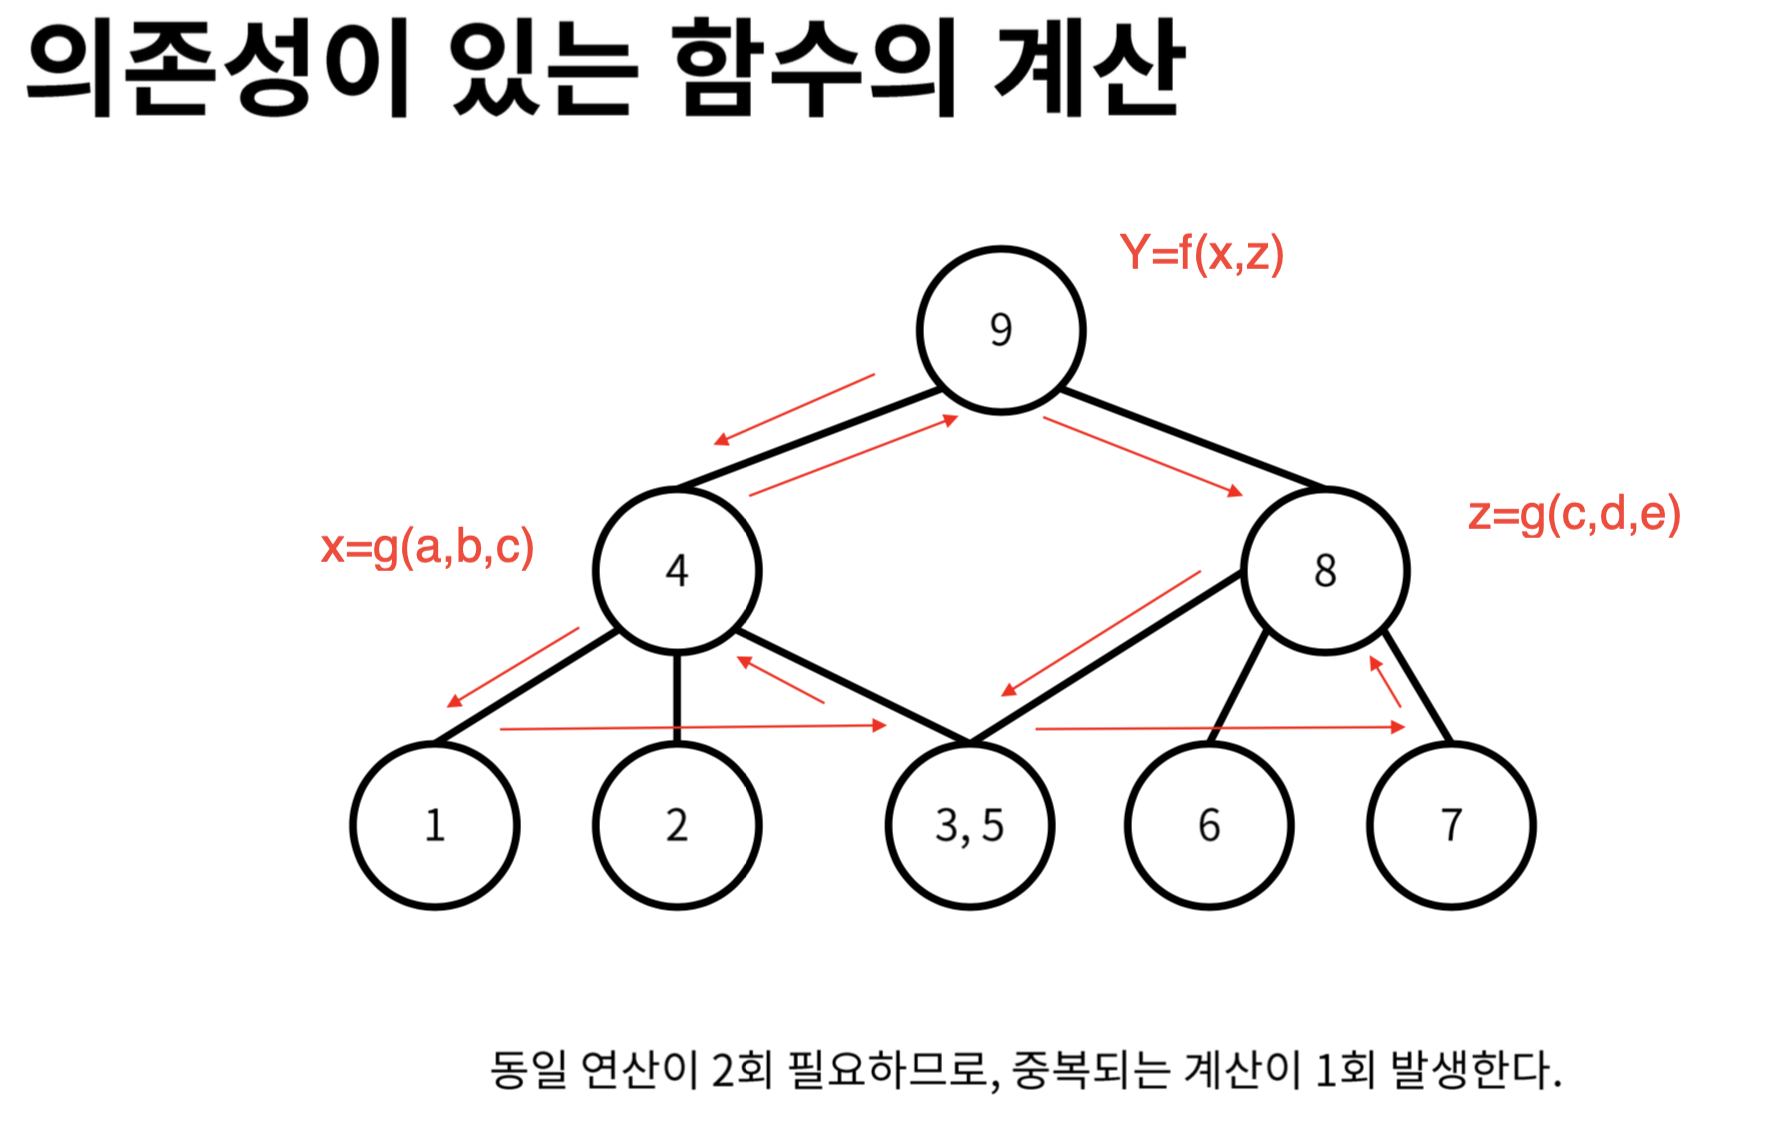 의존성이 있는 함수의 계산
Y=f(x,z)
9
x=g(a,b,c)
4
8
z=g(c,d,e)
1
2
3, 5
6
7
동일 연산이 2회 필요하므로, 중복되는 계산이 1회 발생한다.